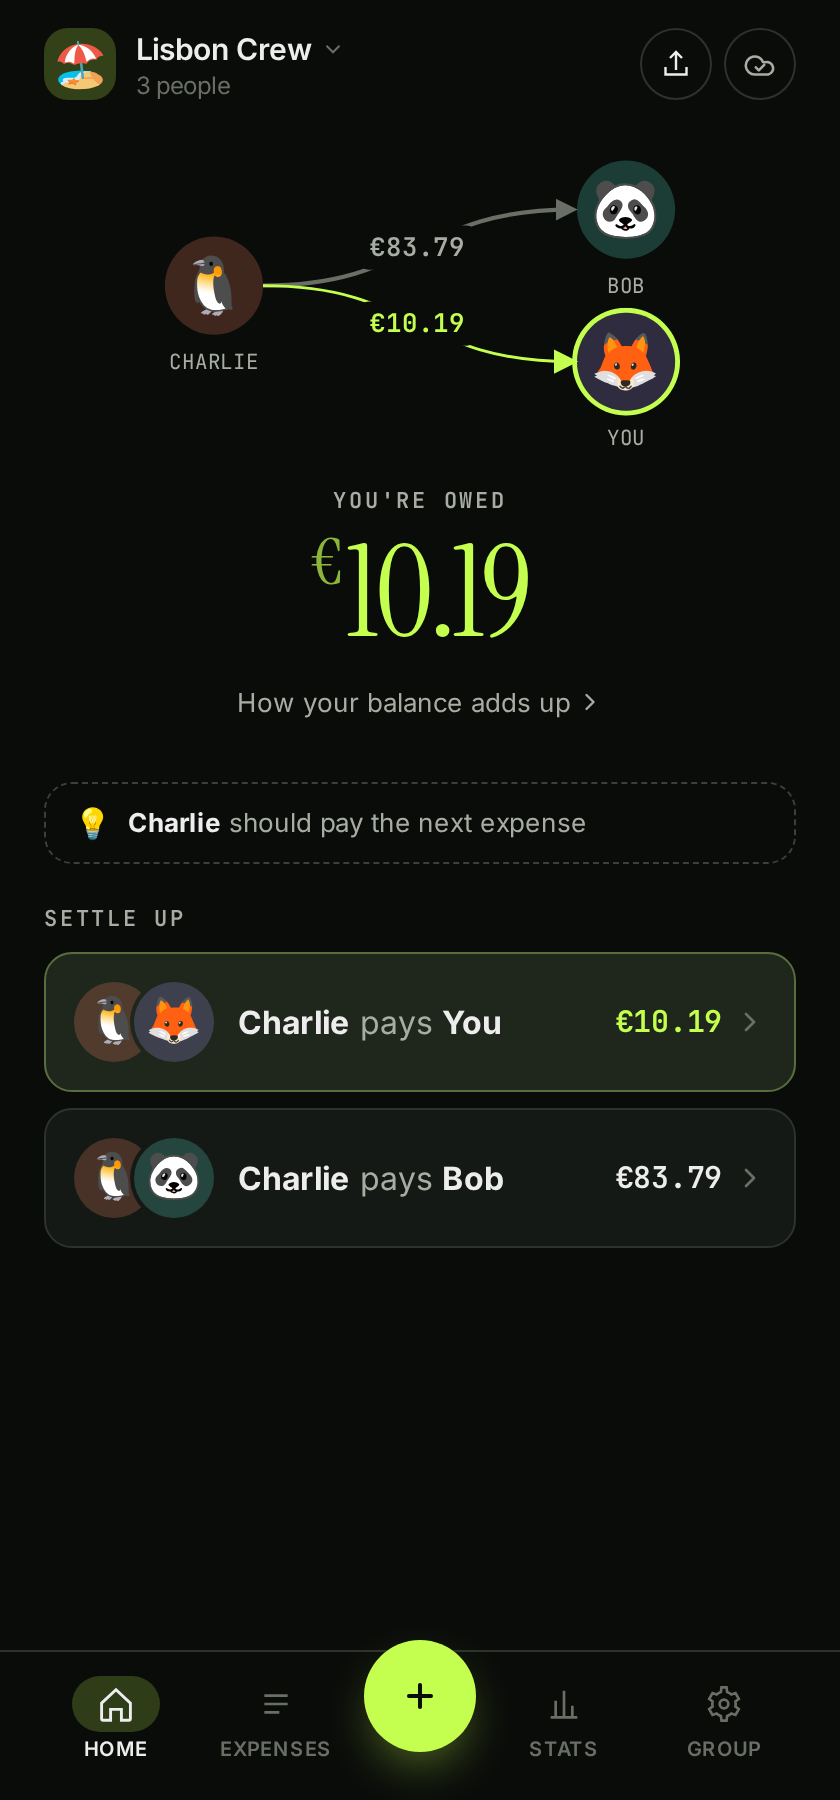 Lisbon Crew
3 people
€83.79
BOB
€10.19
CHARLIE
YOU
YOU'RE OWED
€10.19
How your balance adds up
Charlie should pay the next expense
SETTLE UP
Charlie pays You €10.19
Charlie pays Bob €83.79
HOME EXPENSES STATS GROUP